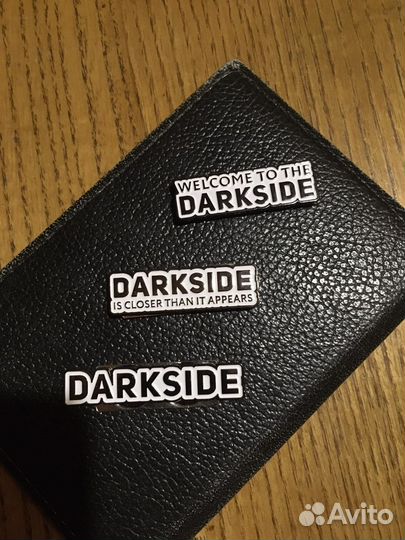 WELCOME TO THE
DARKSIDE
DARKSIDE
IS CLOSER THAN IT APPEARS
DARKSIDE
Avito